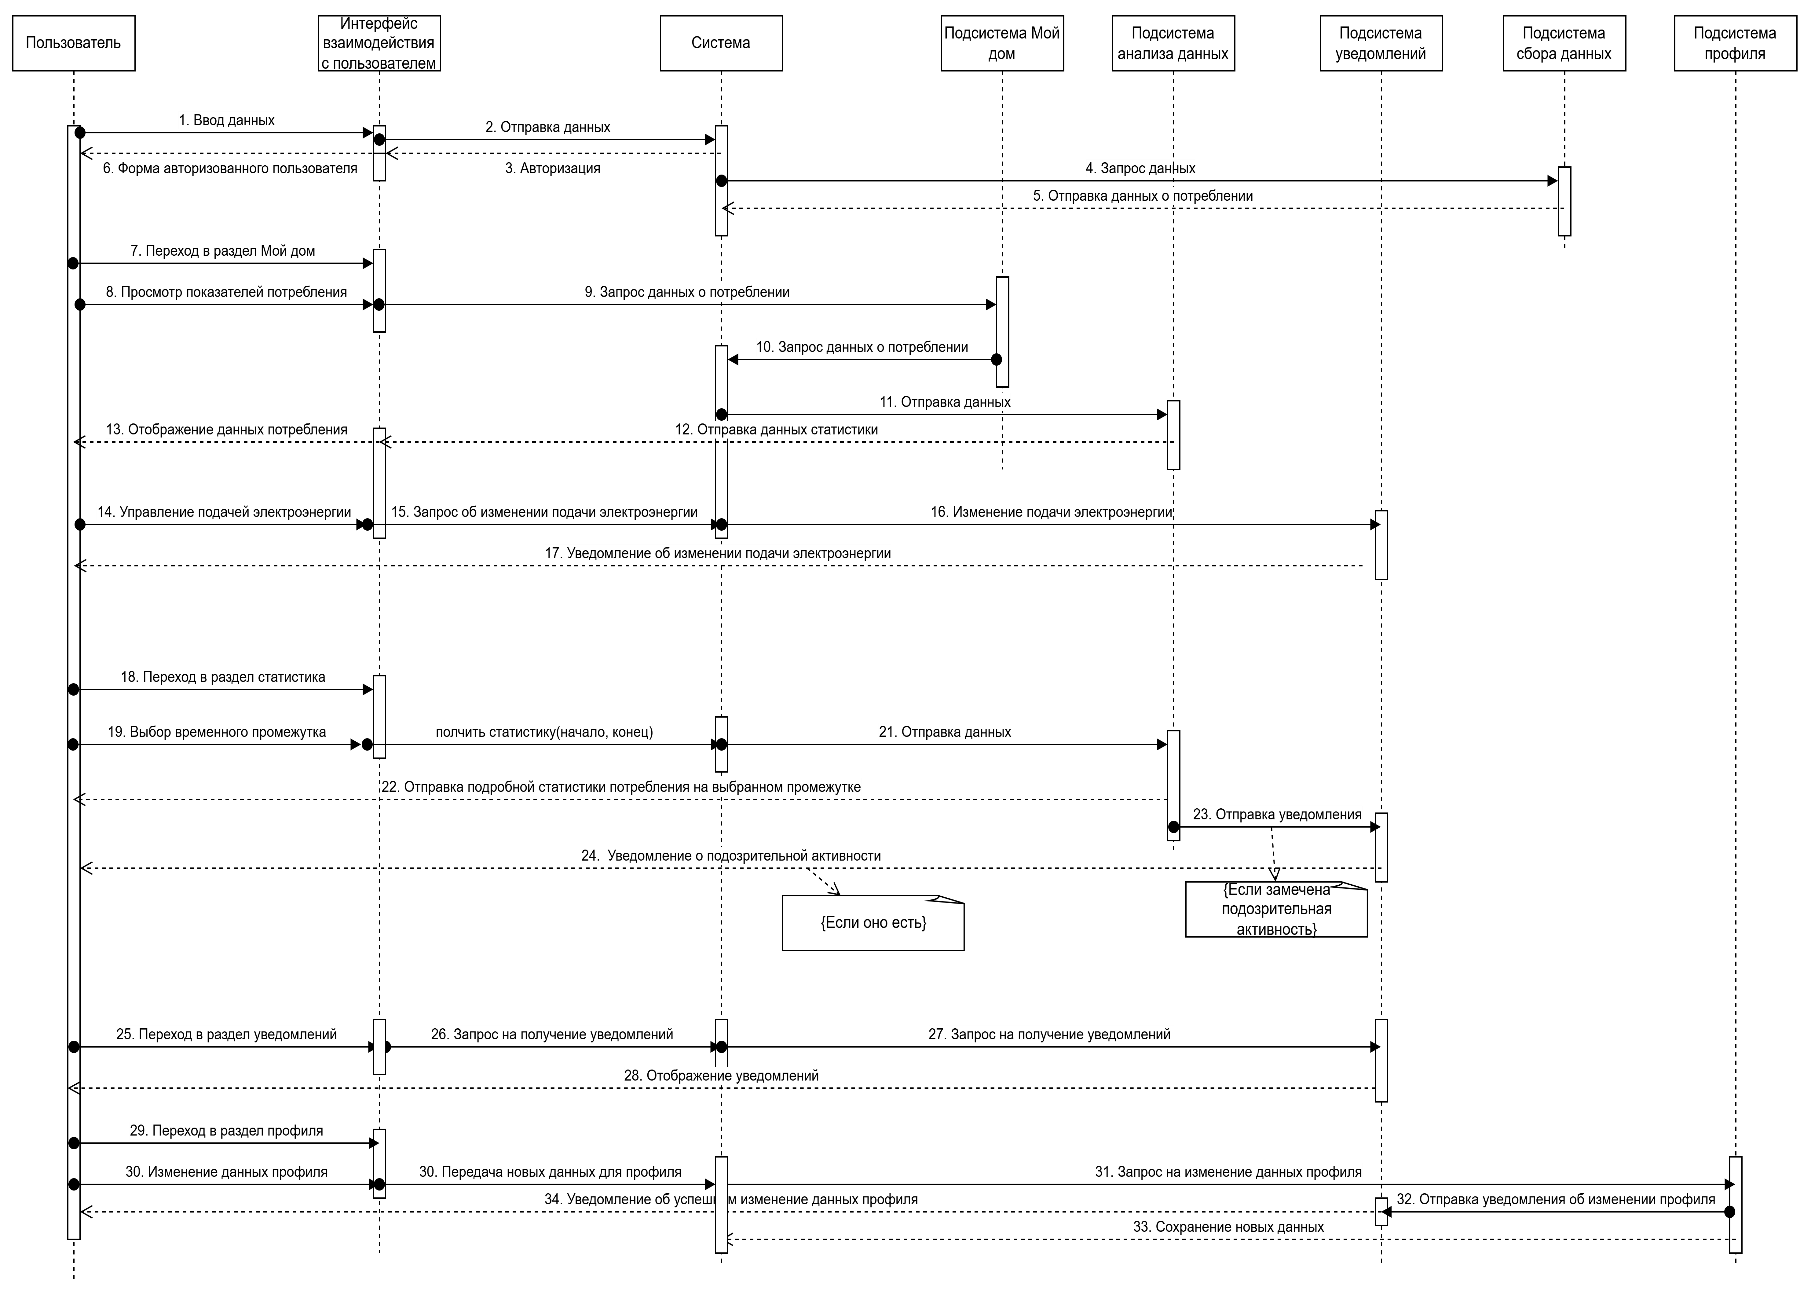 Пользователь
Интерфейс
взаимодействия
с пользователем
Система
Подсистема Мой
дом
Подсистема
анализа данных
Подсистема
уведомлений
Подсистема
сбора данных
Подсистема
профиля
1. Ввод данных
2. Отправка данных
6. Форма авторизованного пользователя
3. Авторизация
4. Запрос данных
5. Отправка данных о потреблении
7. Переход в раздел Мой дом
8. Просмотр показателей потребления
9. Запрос данных о потреблении
10. Запрос данных о потреблении
11. Отправка данных
13. Отображение данных потребления
12. Отправка данных статистики
14. Управление подачей электроэнергии
15. Запрос об изменении подачи электроэнергии
16. Изменение подачи электроэнергии
17. Уведомление об изменении подачи электроэнергии
18. Переход в раздел статистика
19. Выбор временного промежутка
полчить статистику(начало, конец)
21. Отправка данных
22. Отправка подробной статистики потребления на выбранном промежутке
23. Отправка уведомления
24. Уведомление о подозрительной активности
{Если оно есть}
{Если замечена
подозрительная
активность}
25. Переход в раздел уведомлений
26. Запрос на получение уведомлений
27. Запрос на получение уведомлений
28. Отображение уведомлений
29. Переход в раздел профиля
30. Изменение данных профиля
30. Передача новых данных для профиля
31. Запрос на изменение данных профиля
34. Уведомление об успешном изменение данных профиля
32. Отправка уведомления об изменении профиля
33. Сохранение новых данных